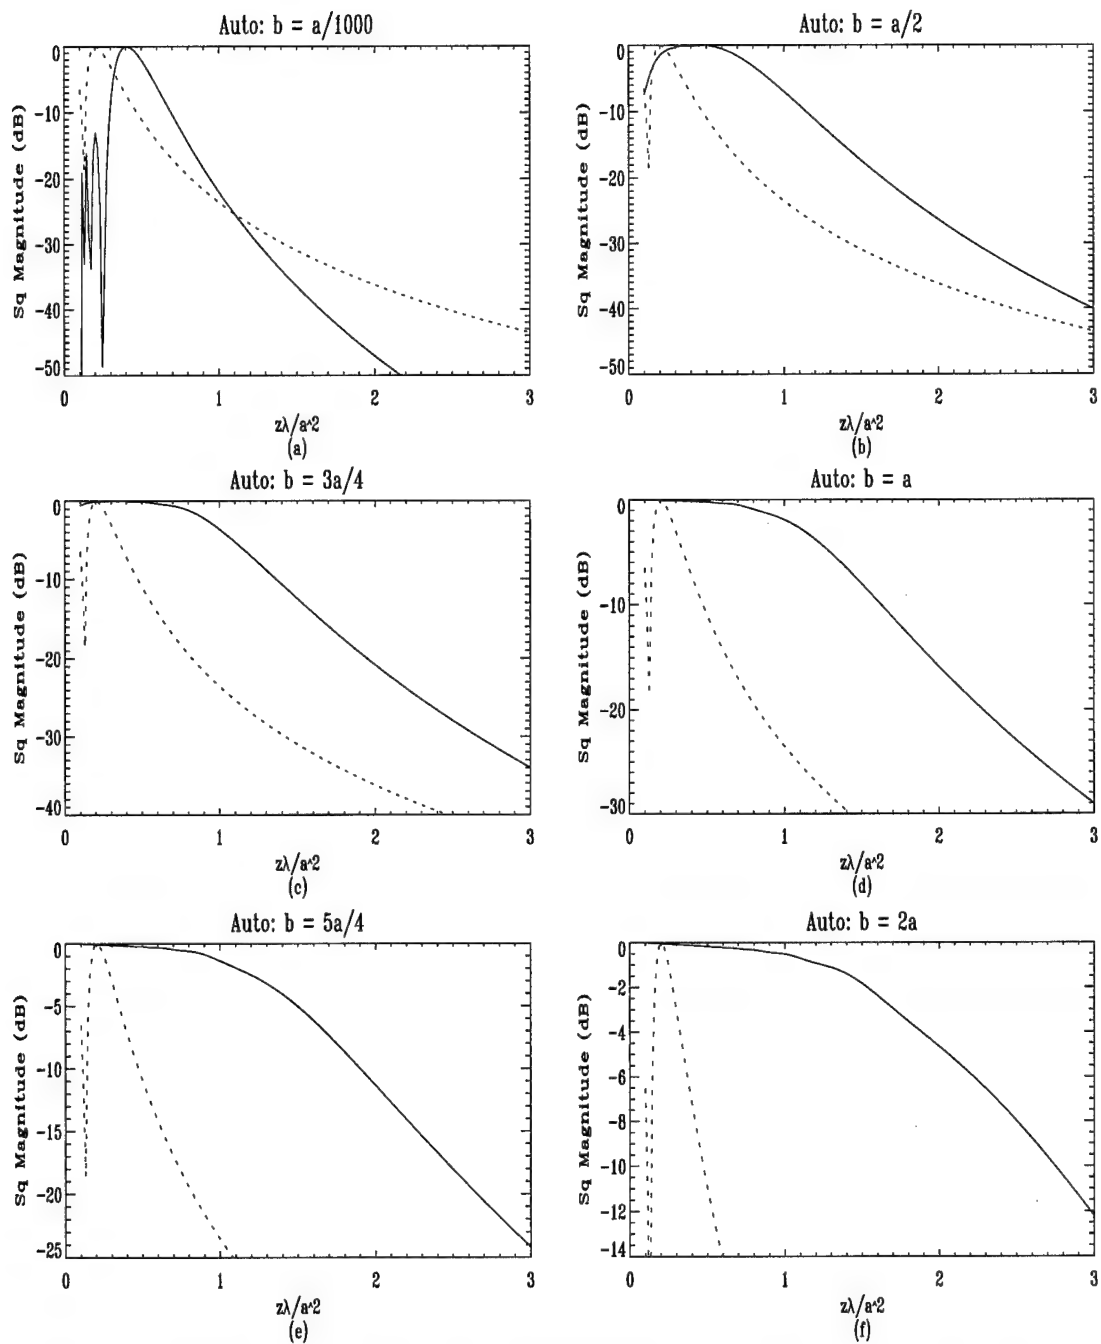 Auto: b = a/1000
Sq Magnitude (dB)
0
-10
-20
-30
-40
-50
0
1
2
3
zλ/a^2
(a)
Auto: b = a/2
Sq Magnitude (dB)
0
-10
-20
-30
-40
-50
0
1
2
3
zλ/a^2
(b)
Auto: b = 3a/4
Sq Magnitude (dB)
0
-10
-20
-30
-40
0
1
2
3
zλ/a^2
(c)
Auto: b = a
Sq Magnitude (dB)
0
-10
-20
-30
0
1
2
3
zλ/a^2
(d)
Auto: b = 5a/4
Sq Magnitude (dB)
0
-5
-10
-15
-20
-25
0
1
2
3
zλ/a^2
(e)
Auto: b = 2a
Sq Magnitude (dB)
0
-2
-4
-6
-8
-10
-12
-14
0
1
2
3
zλ/a^2
(f)